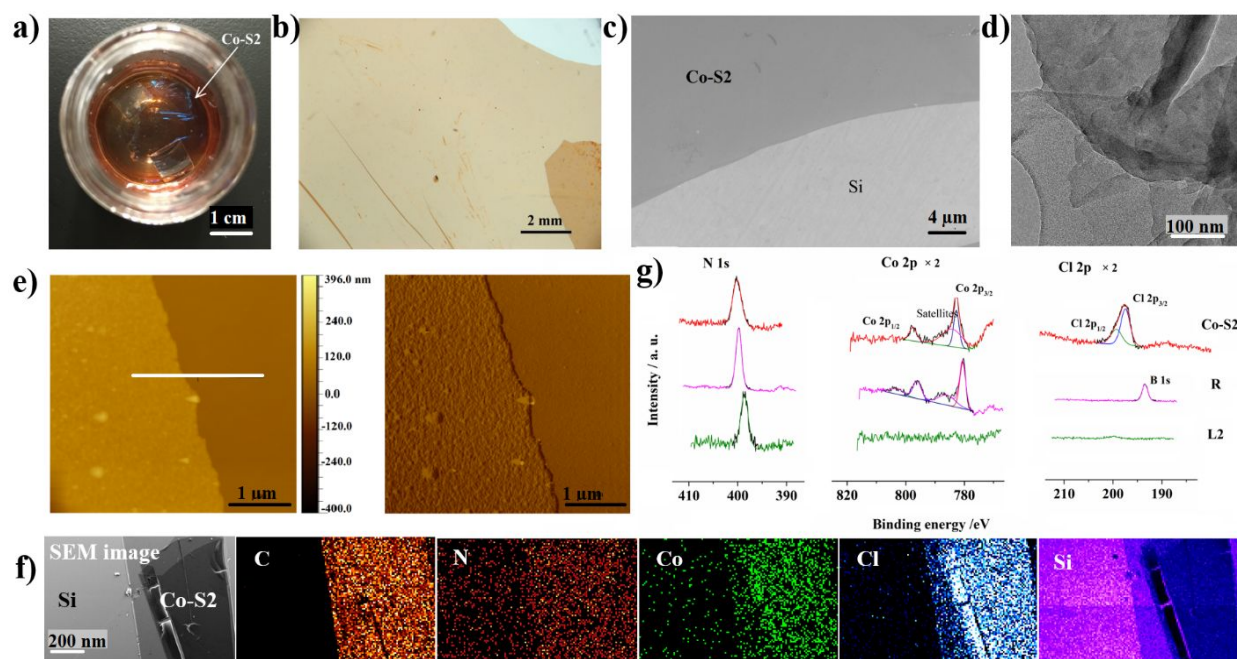 a)
Co-S2
1 cm
b)
2 mm
c)
Co-S2
Si
4 µm
d)
100 nm
e)
396.0 nm
240.0
120.0
0.0 nm
-120.0
-240.0
-400.0
1 µm
1 µm
g)
N 1s
Co 2p × 2
Cl 2p × 2
Co 2p3/2
Satellites
Co 2p1/2
Cl 2p3/2
Cl 2p1/2
Co-S2
B 1s
R
L2
Intensity / a. u.
410 400 390
820 800 780
210 200 190
Binding energy /eV
f)
SEM image
Si
Co-S2
200 nm
C
N
Co
Cl
Si